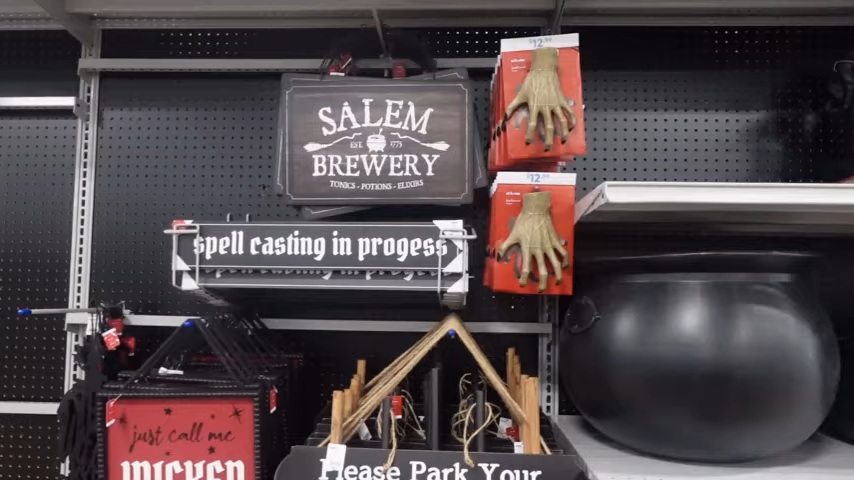 SALEM
EST. 1773
BREWERY
TONICS - POTIONS - ELIXIRS
$12.99
$12.99
spell casting in progess
just call me
WICKED
Please Park Your